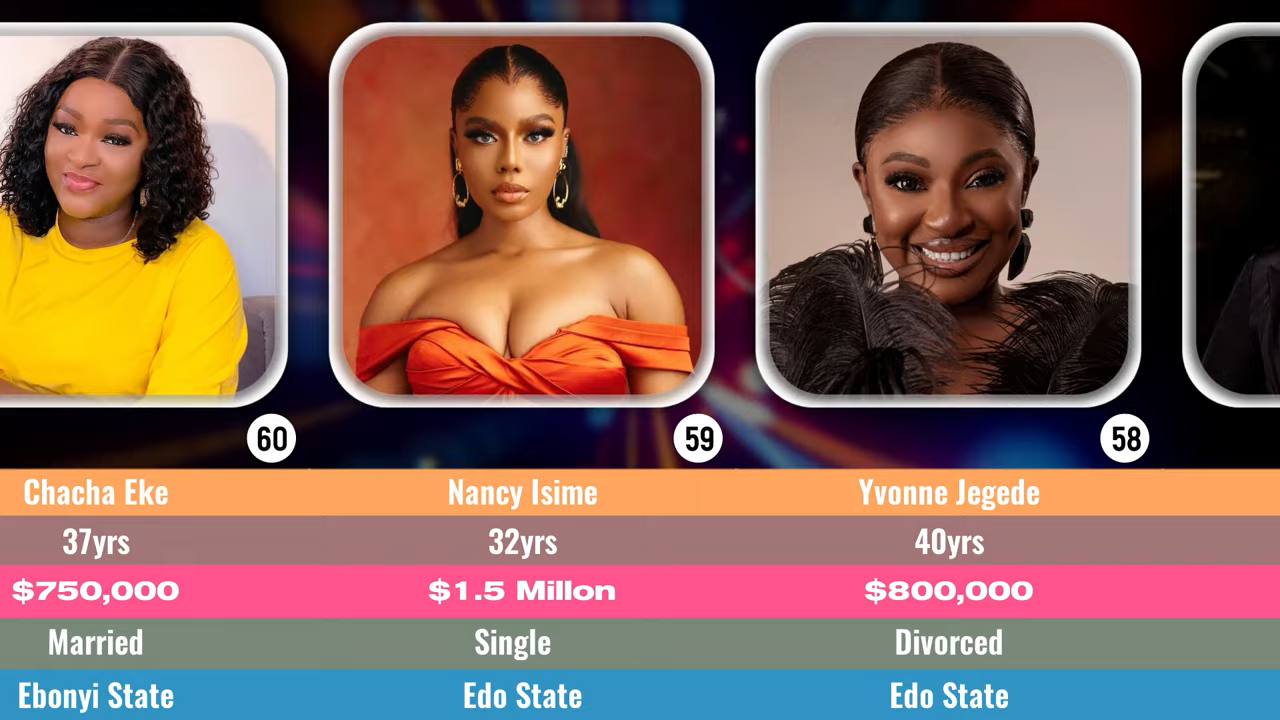 60
59
58
Chacha Eke
Nancy Isime
Yvonne Jegede
37yrs
32yrs
40yrs
$750,000
$1.5 Millon
$800,000
Married
Single
Divorced
Ebonyi State
Edo State
Edo State